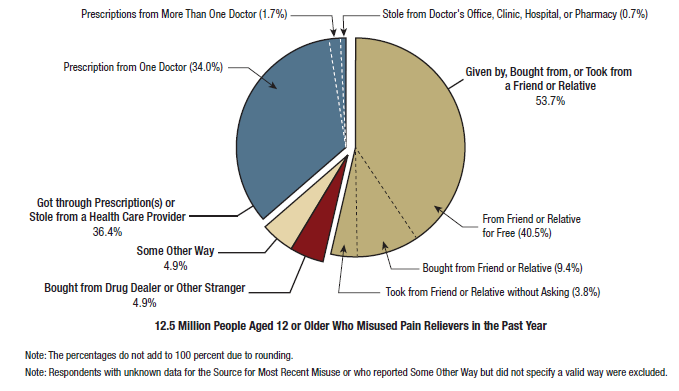 Prescriptions from More Than One Doctor (1.7%)
Stole from Doctor's Office, Clinic, Hospital, or Pharmacy (0.7%)
Prescription from One Doctor (34.0%)
Given by, Bought from, or Took from
a Friend or Relative
53.7%
Got through Prescription(s) or
Stole from a Health Care Provider
36.4%
From Friend or Relative
for Free (40.5%)
Some Other Way
4.9%
Bought from Friend or Relative (9.4%)
Bought from Drug Dealer or Other Stranger
4.9%
Took from Friend or Relative without Asking (3.8%)
12.5 Million People Aged 12 or Older Who Misused Pain Relievers in the Past Year
Note: The percentages do not add to 100 percent due to rounding.
Note: Respondents with unknown data for the Source for Most Recent Misuse or who reported Some Other Way but did not specify a valid way were excluded.